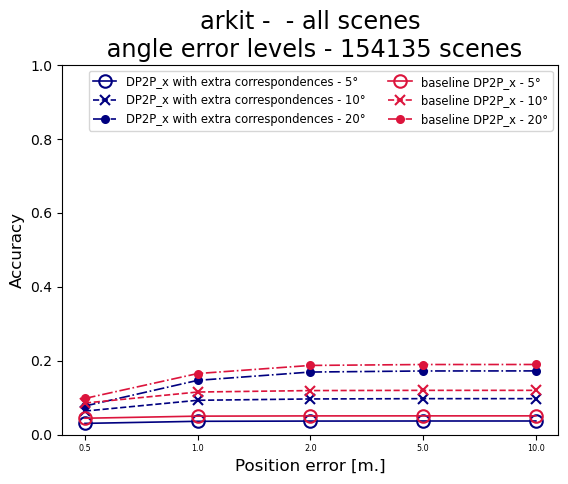 arkit -  - all scenes
angle error levels - 154135 scenes
DP2P_x with extra correspondences - 5°
DP2P_x with extra correspondences - 10°
DP2P_x with extra correspondences - 20°
baseline DP2P_x - 5°
baseline DP2P_x - 10°
baseline DP2P_x - 20°
Accuracy
1.0
0.8
0.6
0.4
0.2
0.0
0.5 1.0 2.0 5.0 10.0
Position error [m.]